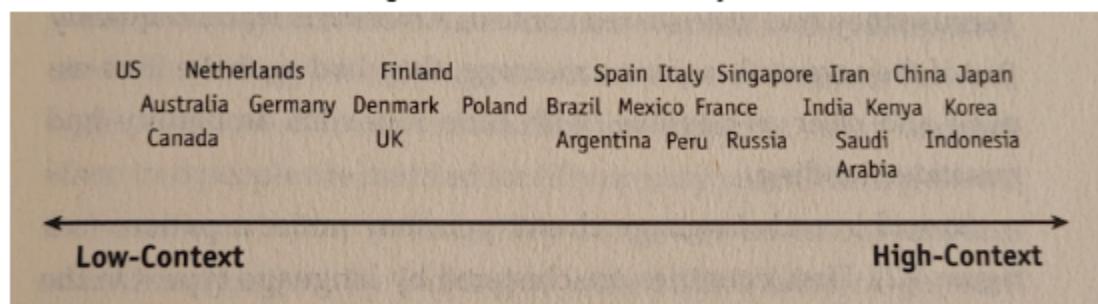 US Netherlands Finland Spain Italy Singapore Iran China Japan
Australia Germany Denmark Poland Brazil Mexico France India Kenya Korea
Canada UK Argentina Peru Russia Saudi Indonesia
Arabia
Low-Context High-Context